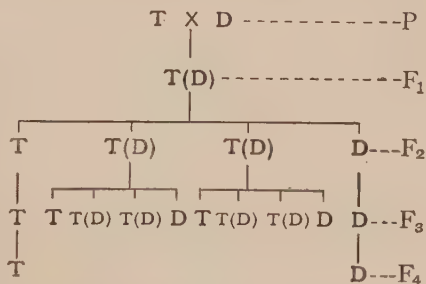 T X D ---------------- P
T(D) ----------------- F₁
T T(D) T(D) D---F₂
T T T(D) T(D) D T T(D) T(D) D D---F₃
T D---F₄